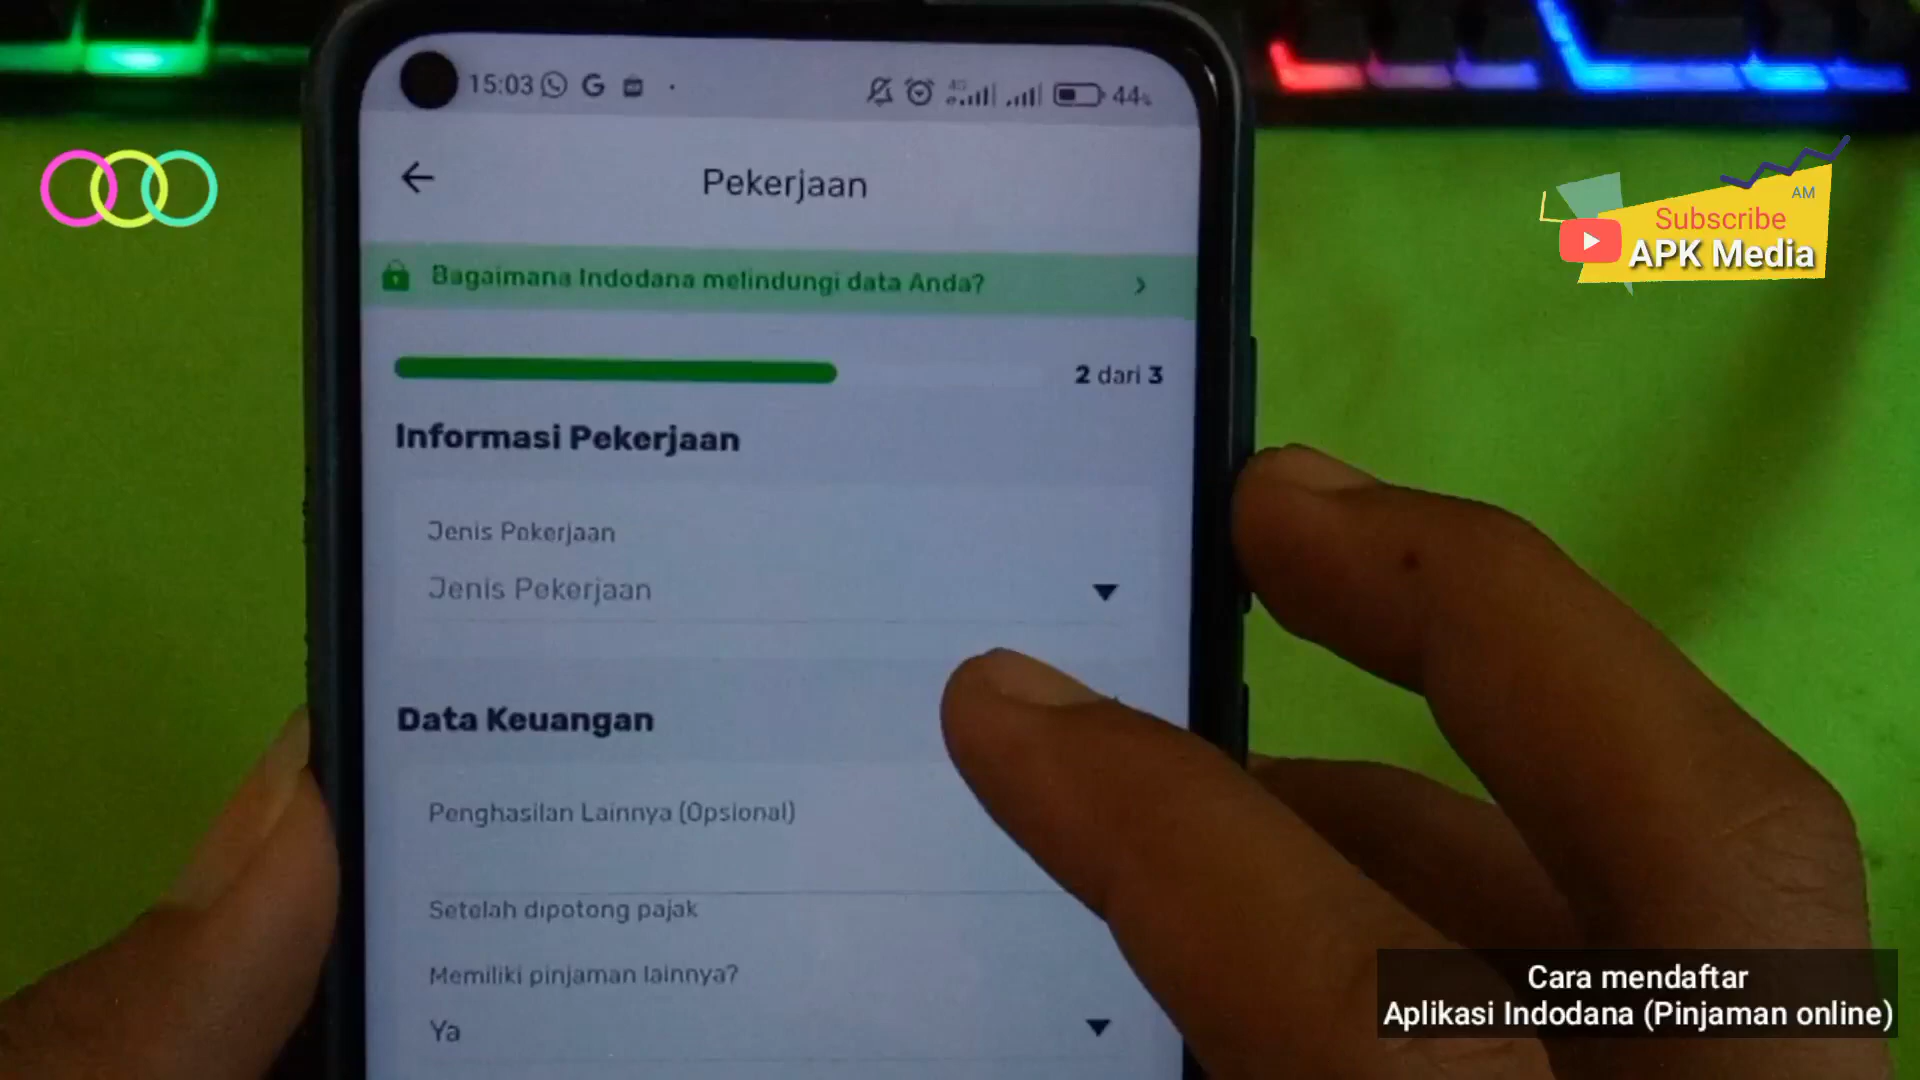 15:03
4G
44%
Pekerjaan
Bagaimana Indodana melindungi data Anda?
2 dari 3
Informasi Pekerjaan
Jenis Pekerjaan
Jenis Pekerjaan
Data Keuangan
Penghasilan Lainnya (Opsional)
Setelah dipotong pajak
Memiliki pinjaman lainnya?
Ya
AM
Subscribe
APK Media
Cara mendaftar
Aplikasi Indodana (Pinjaman online)